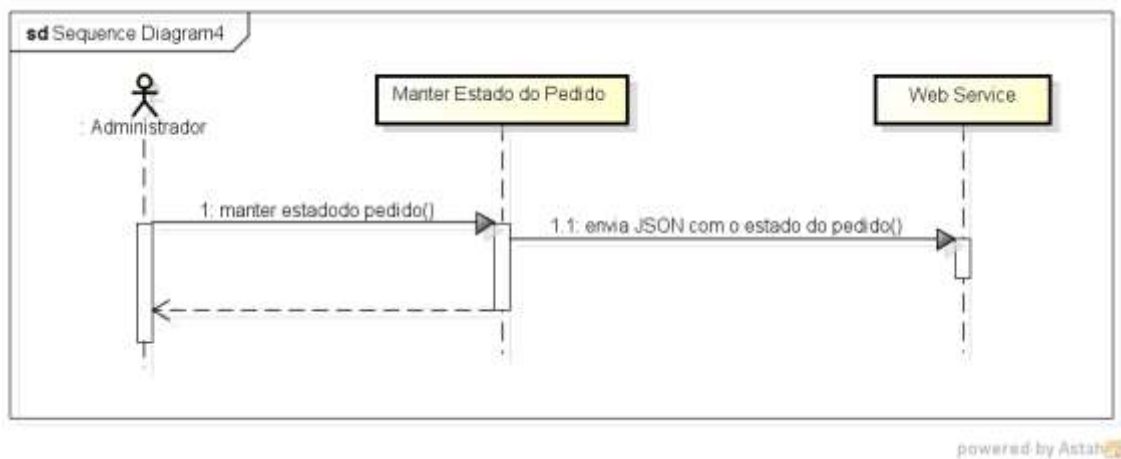 sd Sequence Diagram4
: Administrador
Manter Estado do Pedido
Web Service
1: manter estadodo pedido()
1.1: envia JSON com o estado do pedido()
powered by Astah